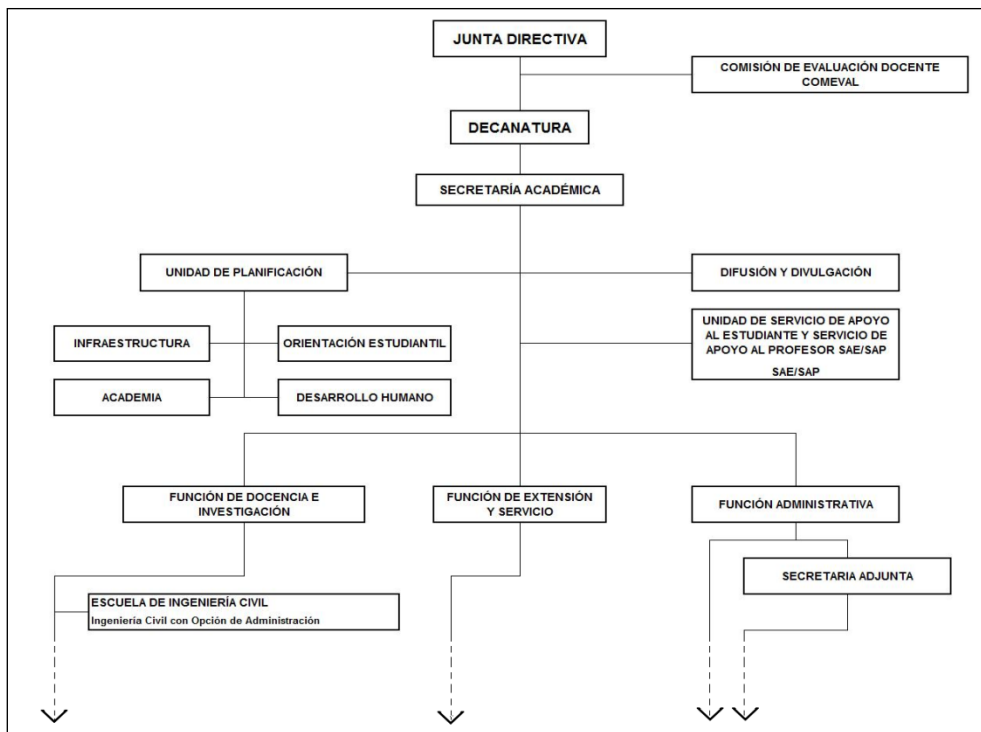 JUNTA DIRECTIVA
COMISIÓN DE EVALUACIÓN DOCENTE
COMEVAL
DECANATURA
SECRETARÍA ACADÉMICA
UNIDAD DE PLANIFICACIÓN
DIFUSIÓN Y DIVULGACIÓN
UNIDAD DE SERVICIO DE APOYO
AL ESTUDIANTE Y SERVICIO DE
APOYO AL PROFESOR SAE/SAP
SAE/SAP
INFRAESTRUCTURA
ORIENTACIÓN ESTUDIANTIL
ACADEMIA
DESARROLLO HUMANO
FUNCIÓN DE DOCENCIA E
INVESTIGACIÓN
FUNCIÓN DE EXTENSIÓN
Y SERVICIO
FUNCIÓN ADMINISTRATIVA
SECRETARIA ADJUNTA
ESCUELA DE INGENIERÍA CIVIL
Ingeniería Civil con Opción de Administración